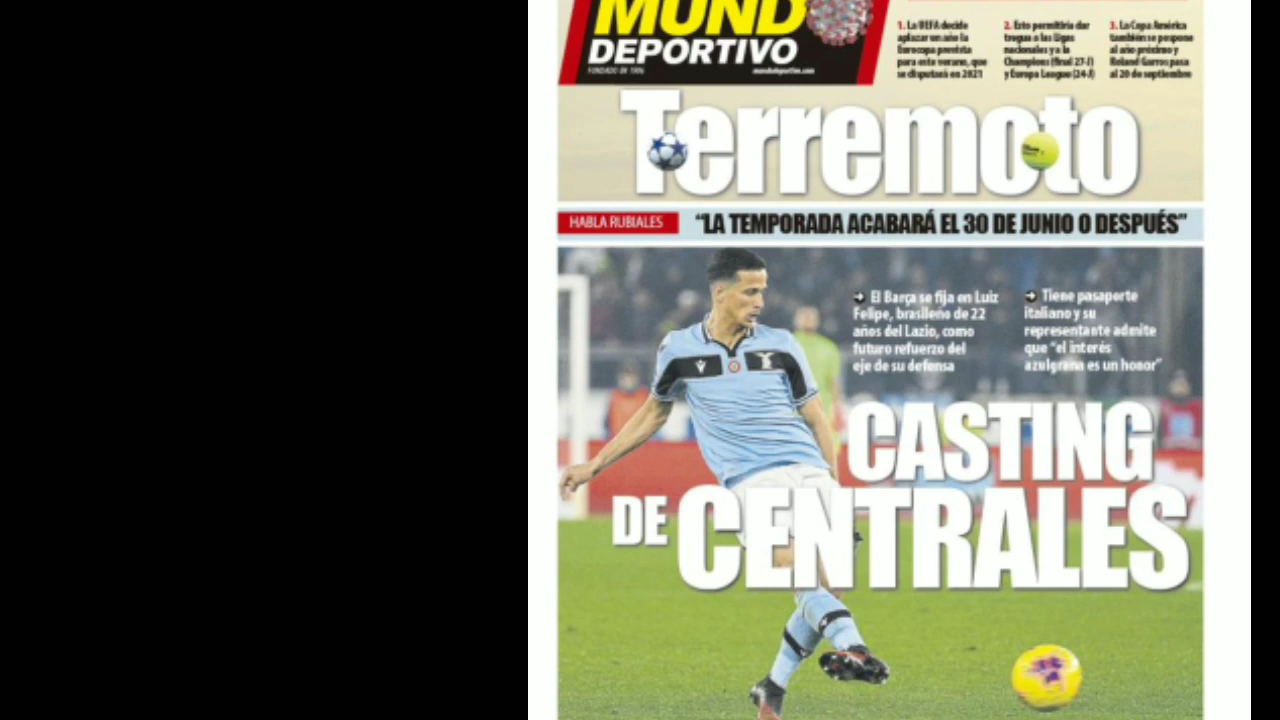 MUND
DEPORTIVO
FUNDADO EN 1906
mundodeportivo.com
1. La UEFA decide
aplazar un año la
Eurocopa prevista
para este verano, que
se disputará en 2021
2. Esto permitiría dar
tregua a las Ligas
nacionales y a la
Champions (final 27-J)
y Europa League (24-J)
3. La Copa América
también se pospone
al año próximo y
Roland Garros pasa
al 20 de septiembre
Terremoto
HABLA RUBIALES
“LA TEMPORADA ACABARÁ EL 30 DE JUNIO O DESPUÉS”
El Barça se fija en Luiz
Felipe, brasileño de 22
años del Lazio, como
futuro refuerzo del
eje de su defensa
Tiene pasaporte
italiano y su
representante admite
que “el interés
azulgrana es un honor”
CASTING
DE CENTRALES